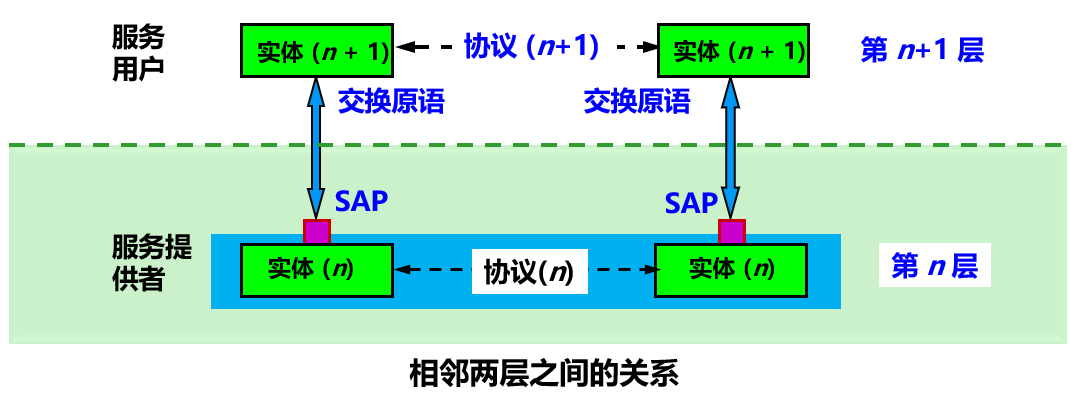 服务
用户
实体 (n + 1)
协议 (n+1)
实体 (n + 1)
第 n+1 层
交换原语
交换原语
SAP
SAP
服务提
供者
实体 (n)
协议(n)
实体 (n)
第 n 层
相邻两层之间的关系